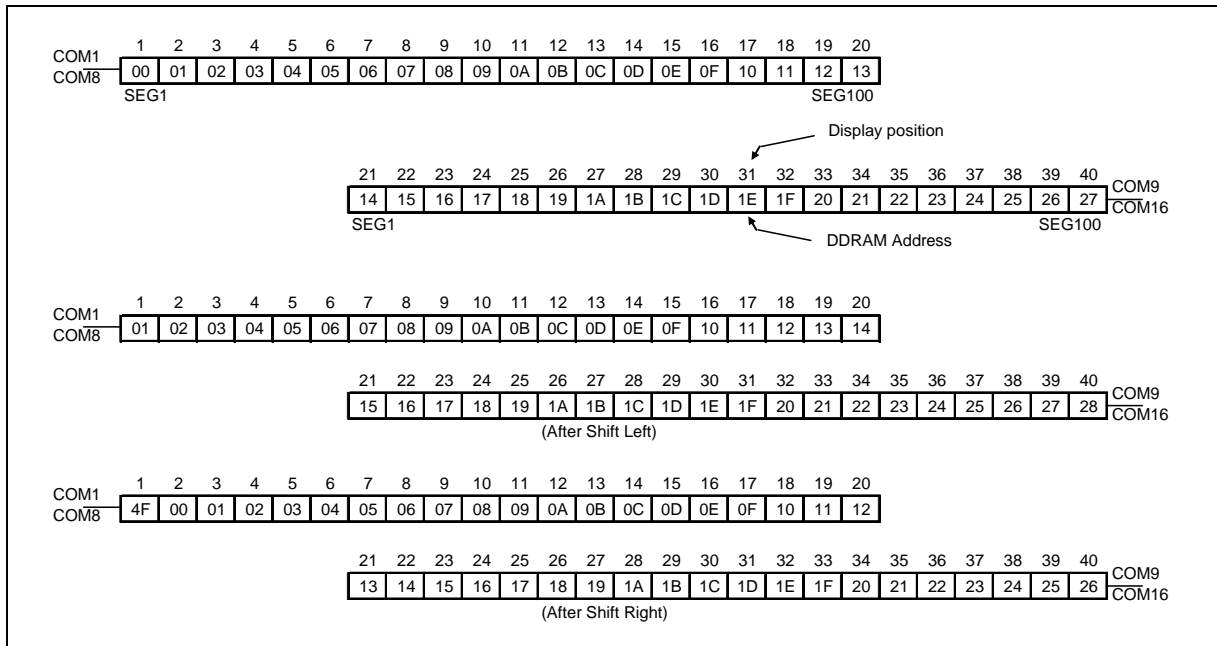 1 2 3 4 5 6 7 8 9 10 11 12 13 14 15 16 17 18 19 20
COM1
COM8
00 01 02 03 04 05 06 07 08 09 0A 0B 0C 0D 0E 0F 10 11 12 13
SEG1 SEG100
Display position
21 22 23 24 25 26 27 28 29 30 31 32 33 34 35 36 37 38 39 40
14 15 16 17 18 19 1A 1B 1C 1D 1E 1F 20 21 22 23 24 25 26 27
COM9
COM16
SEG1 SEG100
DDRAM Address
1 2 3 4 5 6 7 8 9 10 11 12 13 14 15 16 17 18 19 20
COM1
COM8
01 02 03 04 05 06 07 08 09 0A 0B 0C 0D 0E 0F 10 11 12 13 14
21 22 23 24 25 26 27 28 29 30 31 32 33 34 35 36 37 38 39 40
15 16 17 18 19 1A 1B 1C 1D 1E 1F 20 21 22 23 24 25 26 27 28
COM9
COM16
(After Shift Left)
1 2 3 4 5 6 7 8 9 10 11 12 13 14 15 16 17 18 19 20
COM1
COM8
4F 00 01 02 03 04 05 06 07 08 09 0A 0B 0C 0D 0E 0F 10 11 12
21 22 23 24 25 26 27 28 29 30 31 32 33 34 35 36 37 38 39 40
13 14 15 16 17 18 19 1A 1B 1C 1D 1E 1F 20 21 22 23 24 25 26
COM9
COM16
(After Shift Right)